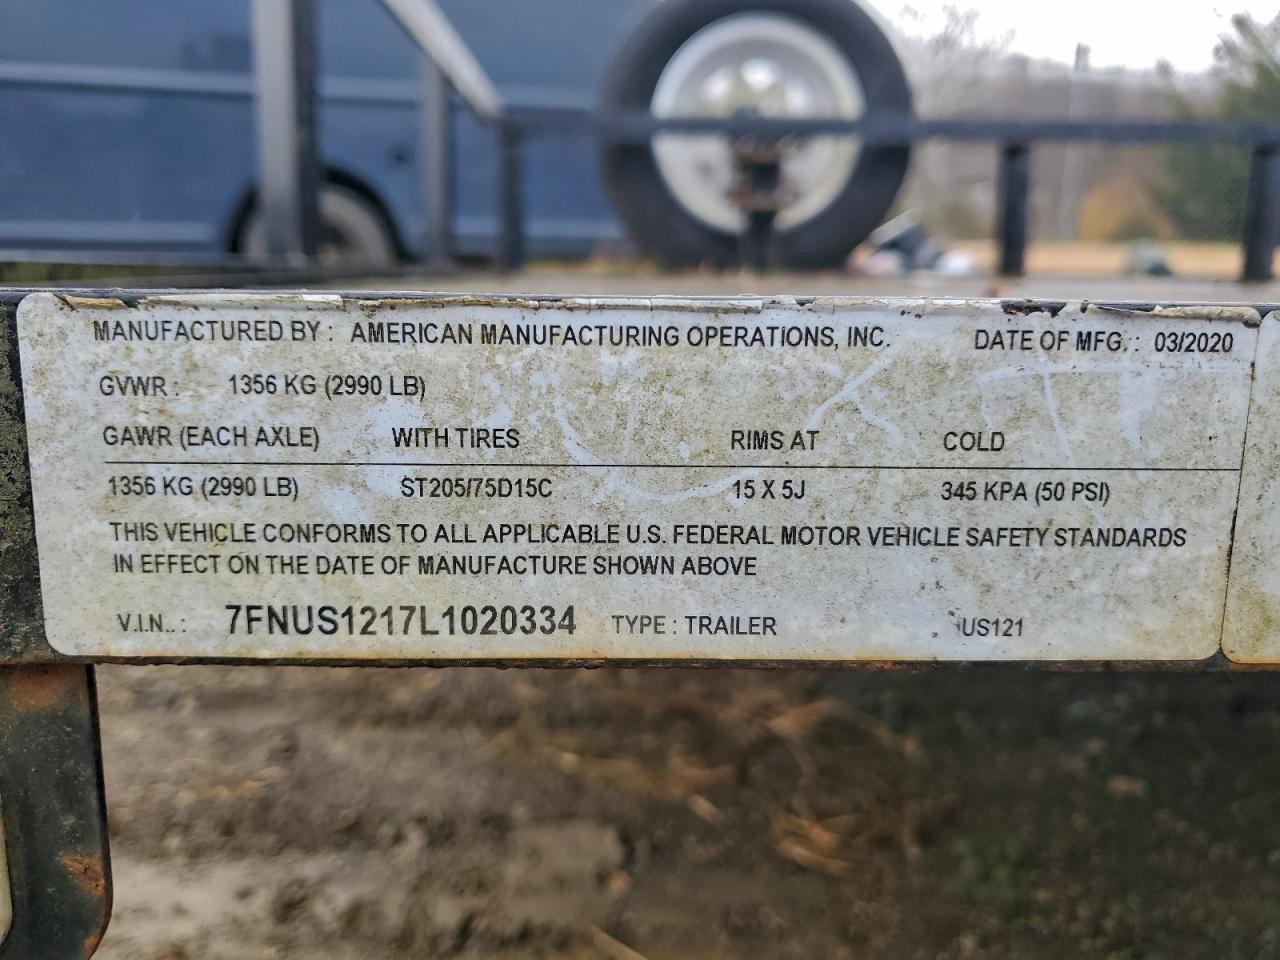 MANUFACTURED BY : AMERICAN MANUFACTURING OPERATIONS, INC. DATE OF MFG. : 03/2020
GVWR : 1356 KG (2990 LB)
GAWR (EACH AXLE) WITH TIRES RIMS AT COLD
1356 KG (2990 LB) ST205/75D15C 15 X 5J 345 KPA (50 PSI)
THIS VEHICLE CONFORMS TO ALL APPLICABLE U.S. FEDERAL MOTOR VEHICLE SAFETY STANDARDS
IN EFFECT ON THE DATE OF MANUFACTURE SHOWN ABOVE
V.I.N.. : 7FNUS1217L1020334 TYPE : TRAILER US121